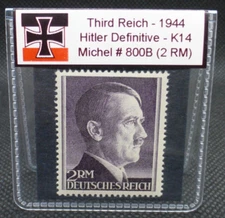 Third Reich - 1944
Hitler Definitive - K14
Michel # 800B (2 RM)
2RM
DEUTSCHES REICH